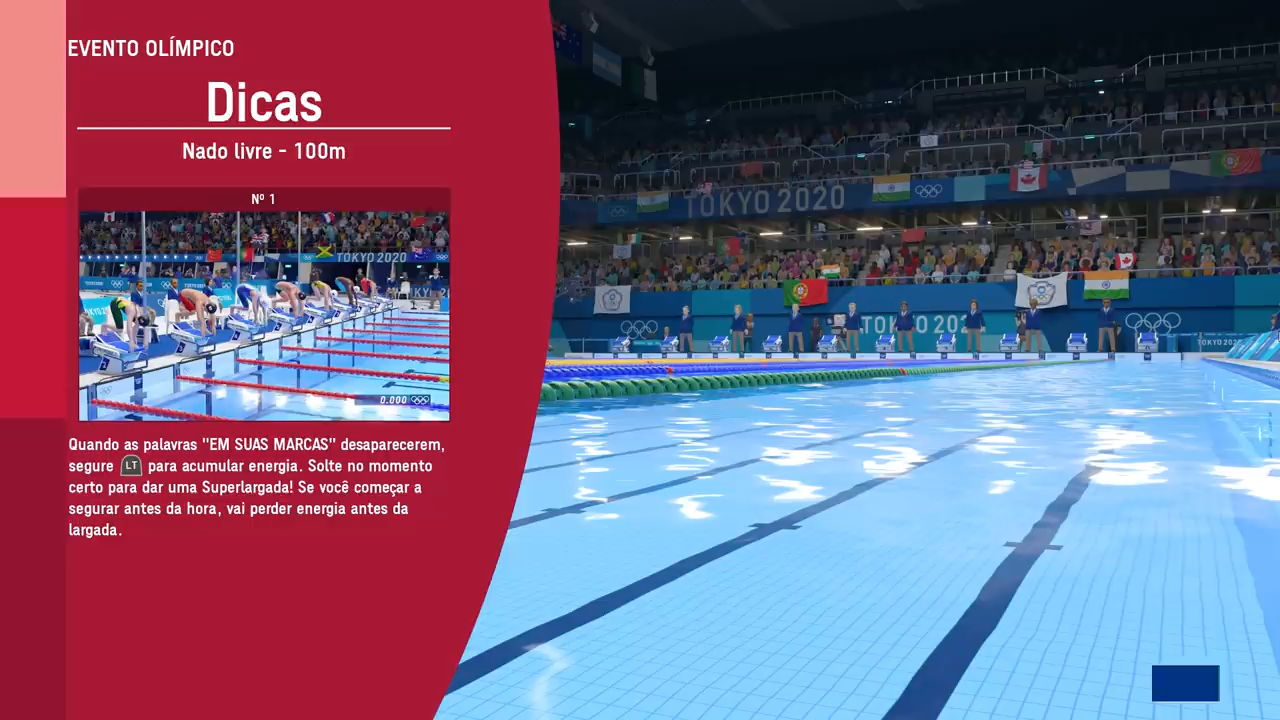 EVENTO OLÍMPICO
Dicas
Nado livre - 100m
Nº 1
TOKYO 2020
0.000
Quando as palavras "EM SUAS MARCAS" desaparecerem,
segure LT para acumular energia. Solte no momento
certo para dar uma Superlargada! Se você começar a
segurar antes da hora, vai perder energia antes da
largada.
TOKYO 2020
TOKYO 202
TOKYO 202